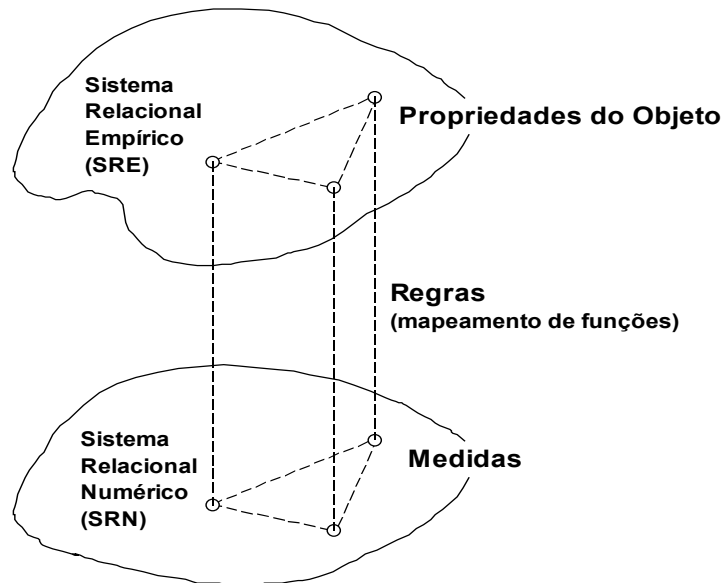 Sistema
Relacional
Empírico
(SRE)
Propriedades do Objeto
Regras
(mapeamento de funções)
Sistema
Relacional
Numérico
(SRN)
Medidas